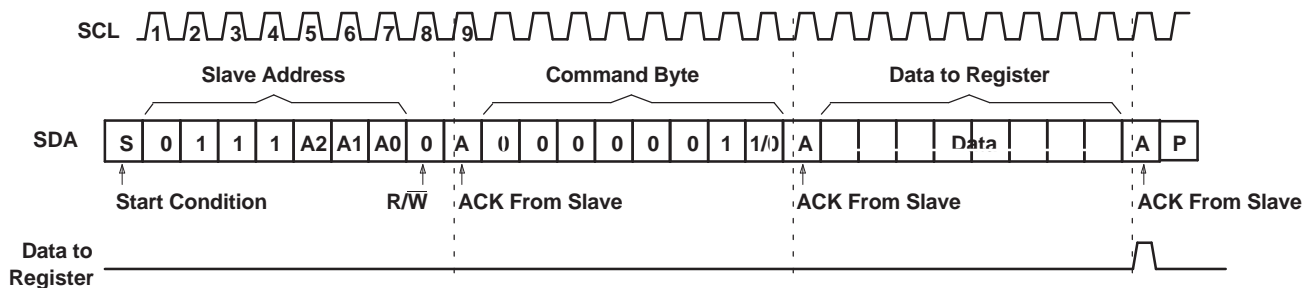 SCL 1 2 3 4 5 6 7 8 9
Slave Address Command Byte Data to Register
SDA S 0 1 1 1 A2 A1 A0 0 A 0 0 0 0 0 0 1 1/0 A Data A P
Start Condition R/W̅ ACK From Slave ACK From Slave ACK From Slave
Data to
Register